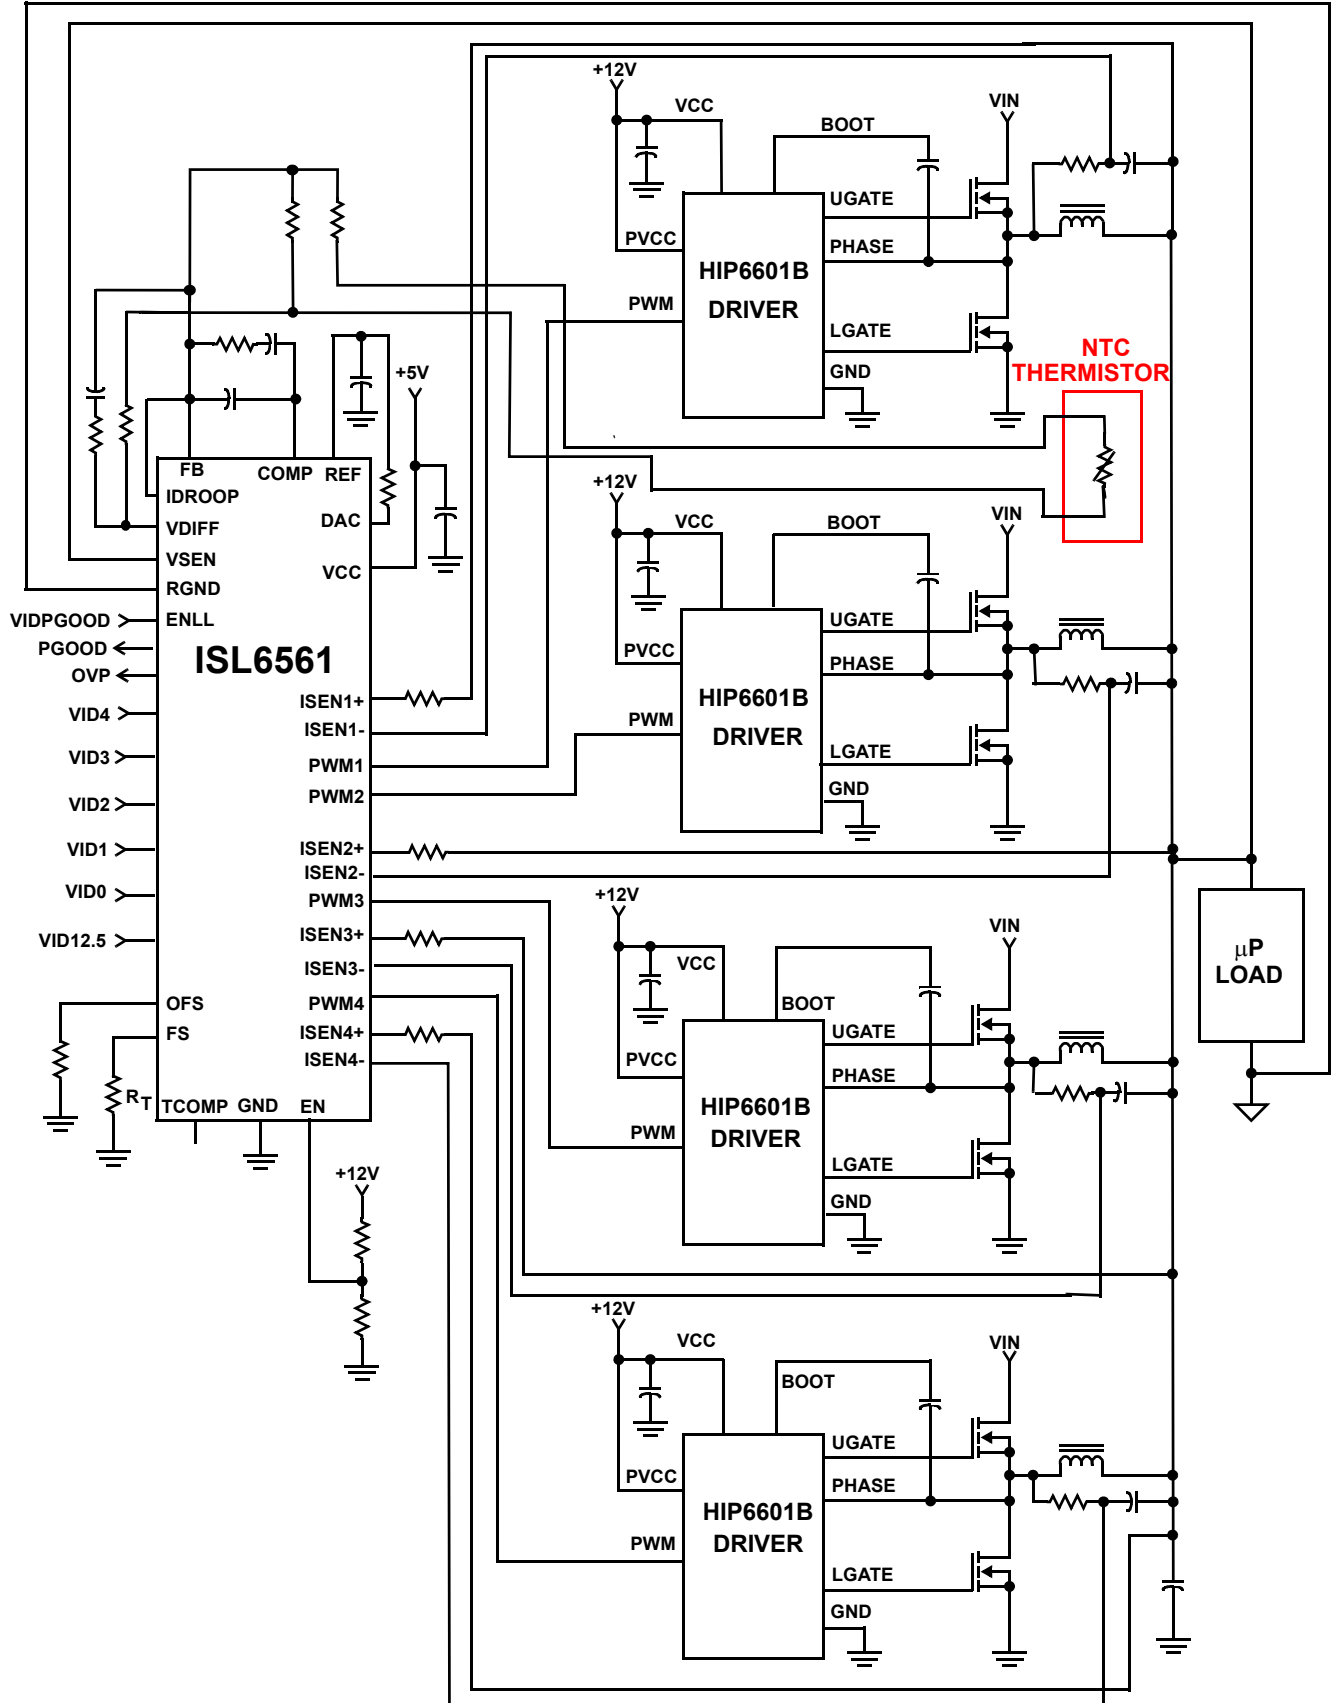 +12V
VCC
BOOT
VIN
UGATE
PVCC
PHASE
HIP6601B
DRIVER
PWM
LGATE
GND
NTC
THERMISTOR
+5V
FB
COMP
REF
IDROOP
VDIFF
DAC
VSEN
VCC
RGND
VIDPGOOD
ENLL
PGOOD
OVP
ISL6561
VID4
VID3
VID2
VID1
VID0
VID12.5
ISEN1+
ISEN1-
PWM1
PWM2
ISEN2+
ISEN2-
PWM3
ISEN3+
ISEN3-
PWM4
ISEN4+
ISEN4-
OFS
FS
RT
TCOMP
GND
EN
+12V
+12V
VCC
BOOT
VIN
UGATE
PVCC
PHASE
HIP6601B
DRIVER
PWM
LGATE
GND
+12V
VCC
BOOT
VIN
UGATE
PVCC
PHASE
HIP6601B
DRIVER
PWM
LGATE
GND
μP
LOAD
+12V
VCC
BOOT
VIN
UGATE
PVCC
PHASE
HIP6601B
DRIVER
PWM
LGATE
GND